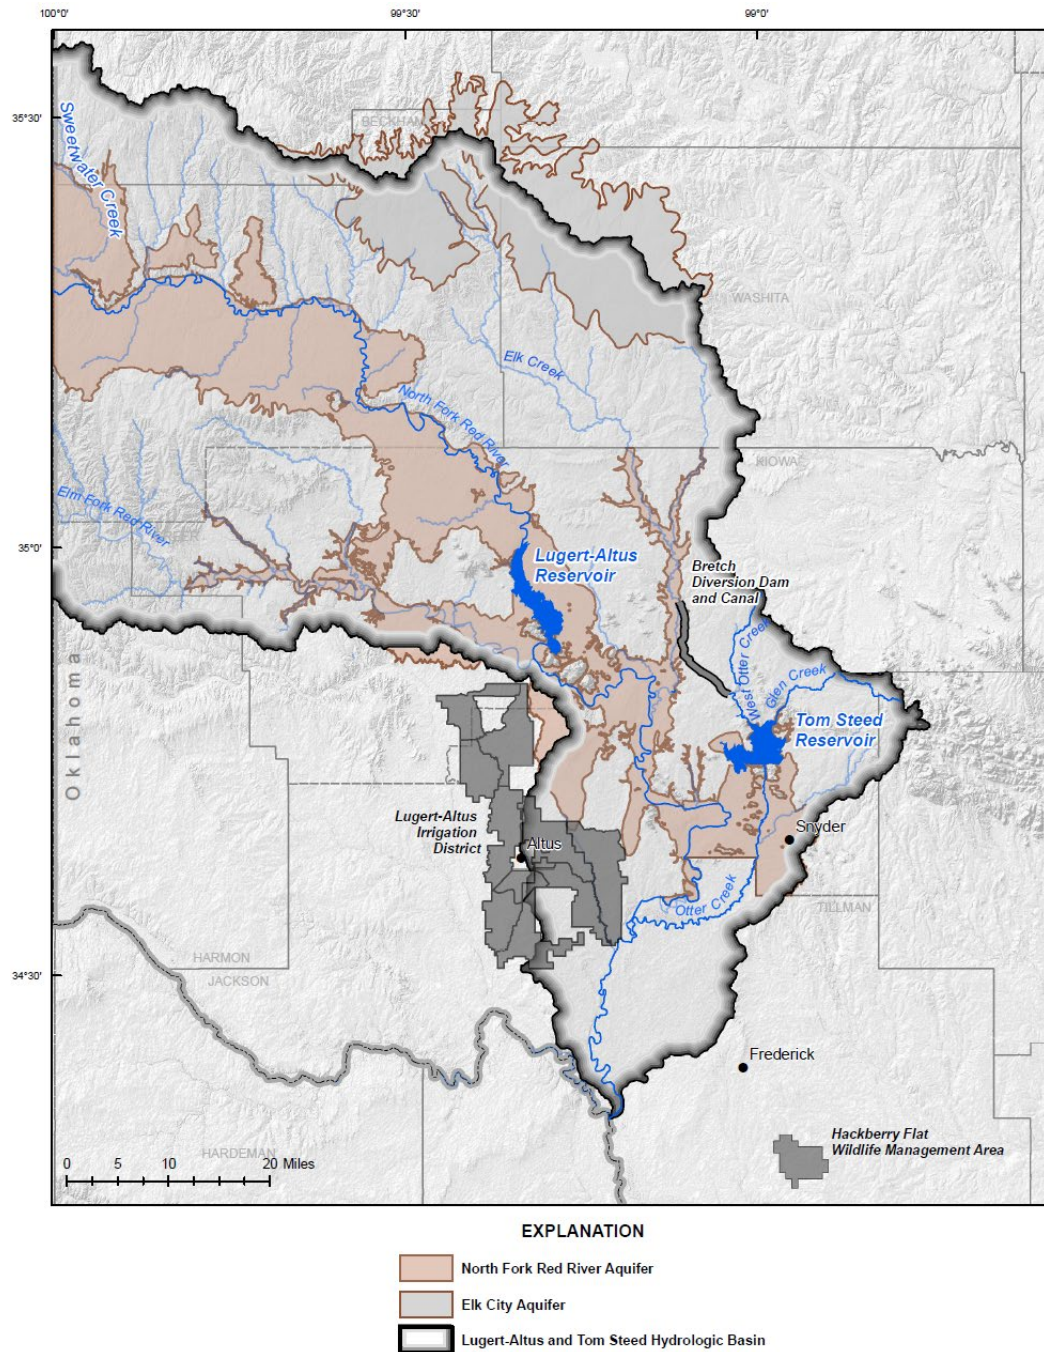 100°0'
99°30'
99°0'
35°30'
35°0'
34°30'
BECKHAM
Sweetwater Creek
WASHITA
Elk Creek
North Fork Red River
KIOWA
Elm Fork Red River
Lugert-Altus
Reservoir
Bretch
Diversion Dam
and Canal
West Otter Creek
Glen Creek
Tom Steed
Reservoir
Oklahoma
Lugert-Altus
Irrigation
District
Altus
Snyder
Otter Creek
TILLMAN
HARMON
JACKSON
Frederick
Hackberry Flat
Wildlife Management Area
HARDEMAN
0 5 10 20 Miles
EXPLANATION
North Fork Red River Aquifer
Elk City Aquifer
Lugert-Altus and Tom Steed Hydrologic Basin